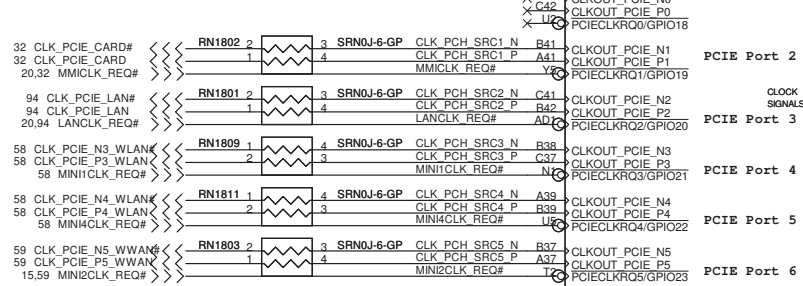 C42 CLKOUT_PCIE_P0
U2 PCIECLKRQ0/GPIO18
32 CLK_PCIE_CARD# RN1802 2 3 SRN0J-6-GP CLK_PCH_SRC1_N B41 CLKOUT_PCIE_N1
32 CLK_PCIE_CARD 1 4 CLK_PCH_SRC1_P A41 CLKOUT_PCIE_P1 PCIE Port 2
20,32 MMICLK_REQ# MMICLK_REQ# Y5 PCIECLKRQ1/GPIO19
CLOCK SIGNALS
94 CLK_PCIE_LAN# RN1801 2 3 SRN0J-6-GP CLK_PCH_SRC2_N C41 CLKOUT_PCIE_N2
94 CLK_PCIE_LAN 1 4 CLK_PCH_SRC2_P B42 CLKOUT_PCIE_P2 PCIE Port 3
20,94 LANCLK_REQ# LANCLK_REQ# AD1 PCIECLKRQ2/GPIO20
58 CLK_PCIE_N3_WLAN# RN1809 1 4 SRN0J-6-GP CLK_PCH_SRC3_N B38 CLKOUT_PCIE_N3
58 CLK_PCIE_P3_WLAN 2 3 CLK_PCH_SRC3_P C37 CLKOUT_PCIE_P3 PCIE Port 4
58 MINI1CLK_REQ# MINI1CLK_REQ# N1 PCIECLKRQ3/GPIO21
58 CLK_PCIE_N4_WLAN# RN1811 1 4 SRN0J-6-GP CLK_PCH_SRC4_N A39 CLKOUT_PCIE_N4
58 CLK_PCIE_P4_WLAN 2 3 CLK_PCH_SRC4_P B39 CLKOUT_PCIE_P4 PCIE Port 5
58 MINI4CLK_REQ# MINI4CLK_REQ# U5 PCIECLKRQ4/GPIO22
59 CLK_PCIE_N5_WWAN# RN1803 2 3 SRN0J-6-GP CLK_PCH_SRC5_N B37 CLKOUT_PCIE_N5
59 CLK_PCIE_P5_WWAN 1 4 CLK_PCH_SRC5_P A37 CLKOUT_PCIE_P5 PCIE Port 6
15,59 MINI2CLK_REQ# MINI2CLK_REQ# T2 PCIECLKRQ5/GPIO23